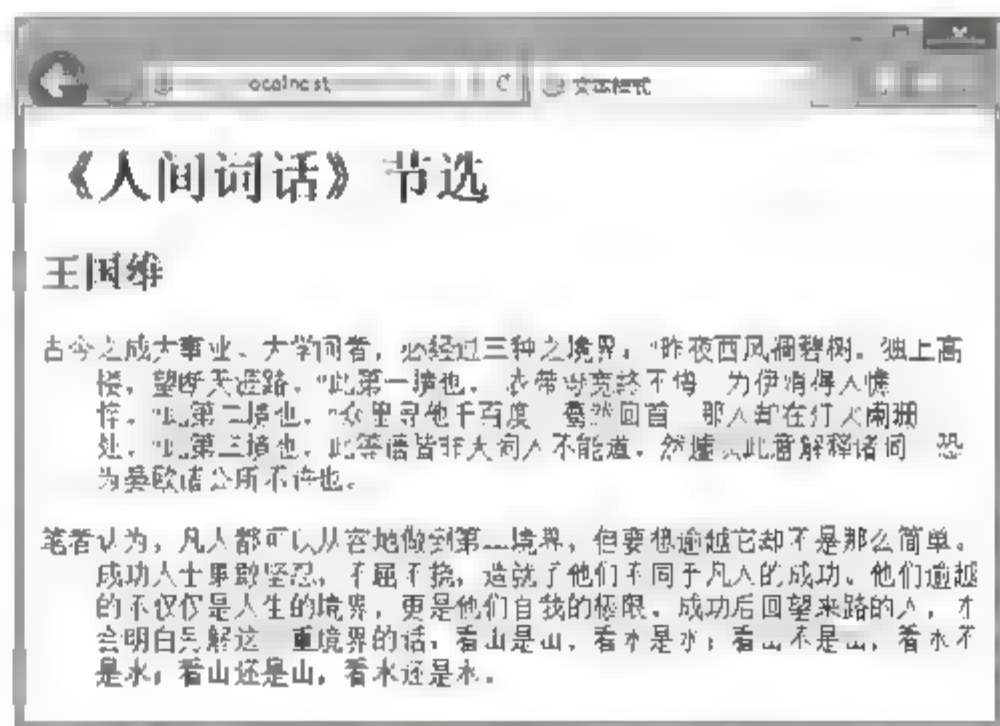 文本样式
《人间词话》节选
王国维
古今之成大事业、大学问者，必经过三种之境界。"昨夜西风凋碧树。独上高
楼，望断天涯路。"此第一境也。衣带渐宽终不悔 为伊消得人憔
悴。"此第二境也。"众里寻他千百度 蓦然回首 那人却在灯火阑珊
处。"此第三境也。此等语皆非大词人不能道。然遽以此意解释诸词 恐
为晏欧诸公所不许也。
笔者认为，凡人都可以从容地做到第二境界，但要想逾越它却不是那么简单。
成功人士果敢坚忍，不屈不挠，造就了他们不同于凡人的成功。他们逾越
的不仅仅是人生的境界，更是他们自我的极限。成功后回望来路的人，才
会明白另解这 重境界的话：看山是山，看水是水；看山不是山，看水不
是水；看山还是山，看水还是水。